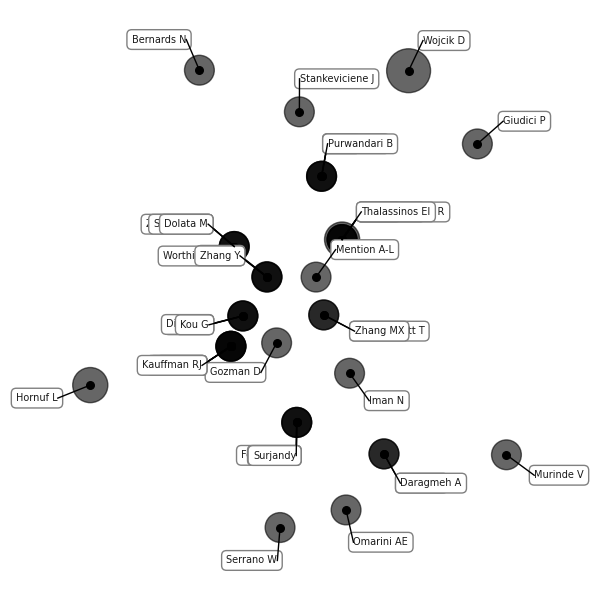 Bernards N
Wojcik D
Stankeviciene J
Giudici P
Purwandari B
Thalassinos EI
R
Dolata M
Mention A-L
Worthi
Zhang Y
Kou G
Zhang MX
tt T
Kauffman RJ
Gozman D
Hornuf L
Iman N
Surjandy
Daragmeh A
Murinde V
Omarini AE
Serrano W